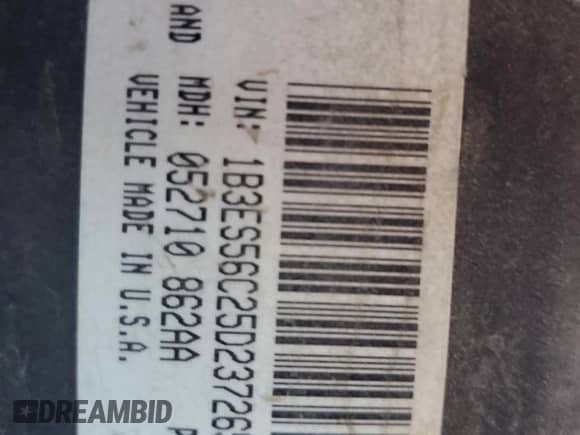 AND
VIN: 1B3ES56C25D23726
MDH: 052710 862AA
VEHICLE MADE IN U.S.A.
DREAMBID